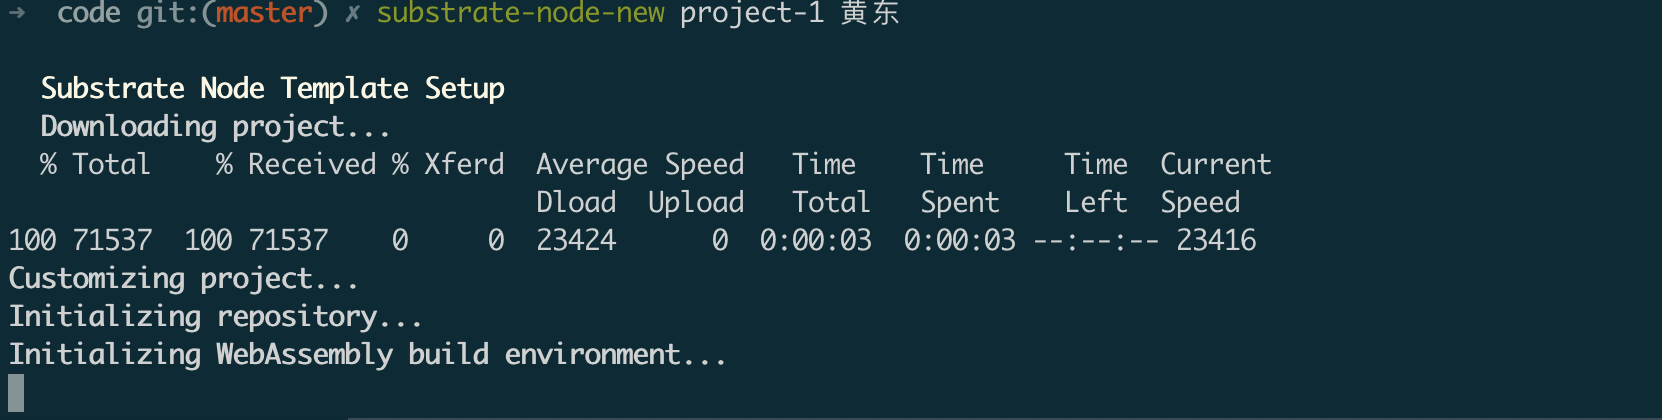 → code git:(master) ✗ substrate-node-new project-1 黄东
Substrate Node Template Setup
Downloading project...
% Total % Received % Xferd Average Speed Time Time Time Current
Dload Upload Total Spent Left Speed
100 71537 100 71537 0 0 23424 0 0:00:03 0:00:03 --:--:-- 23416
Customizing project...
Initializing repository...
Initializing WebAssembly build environment...